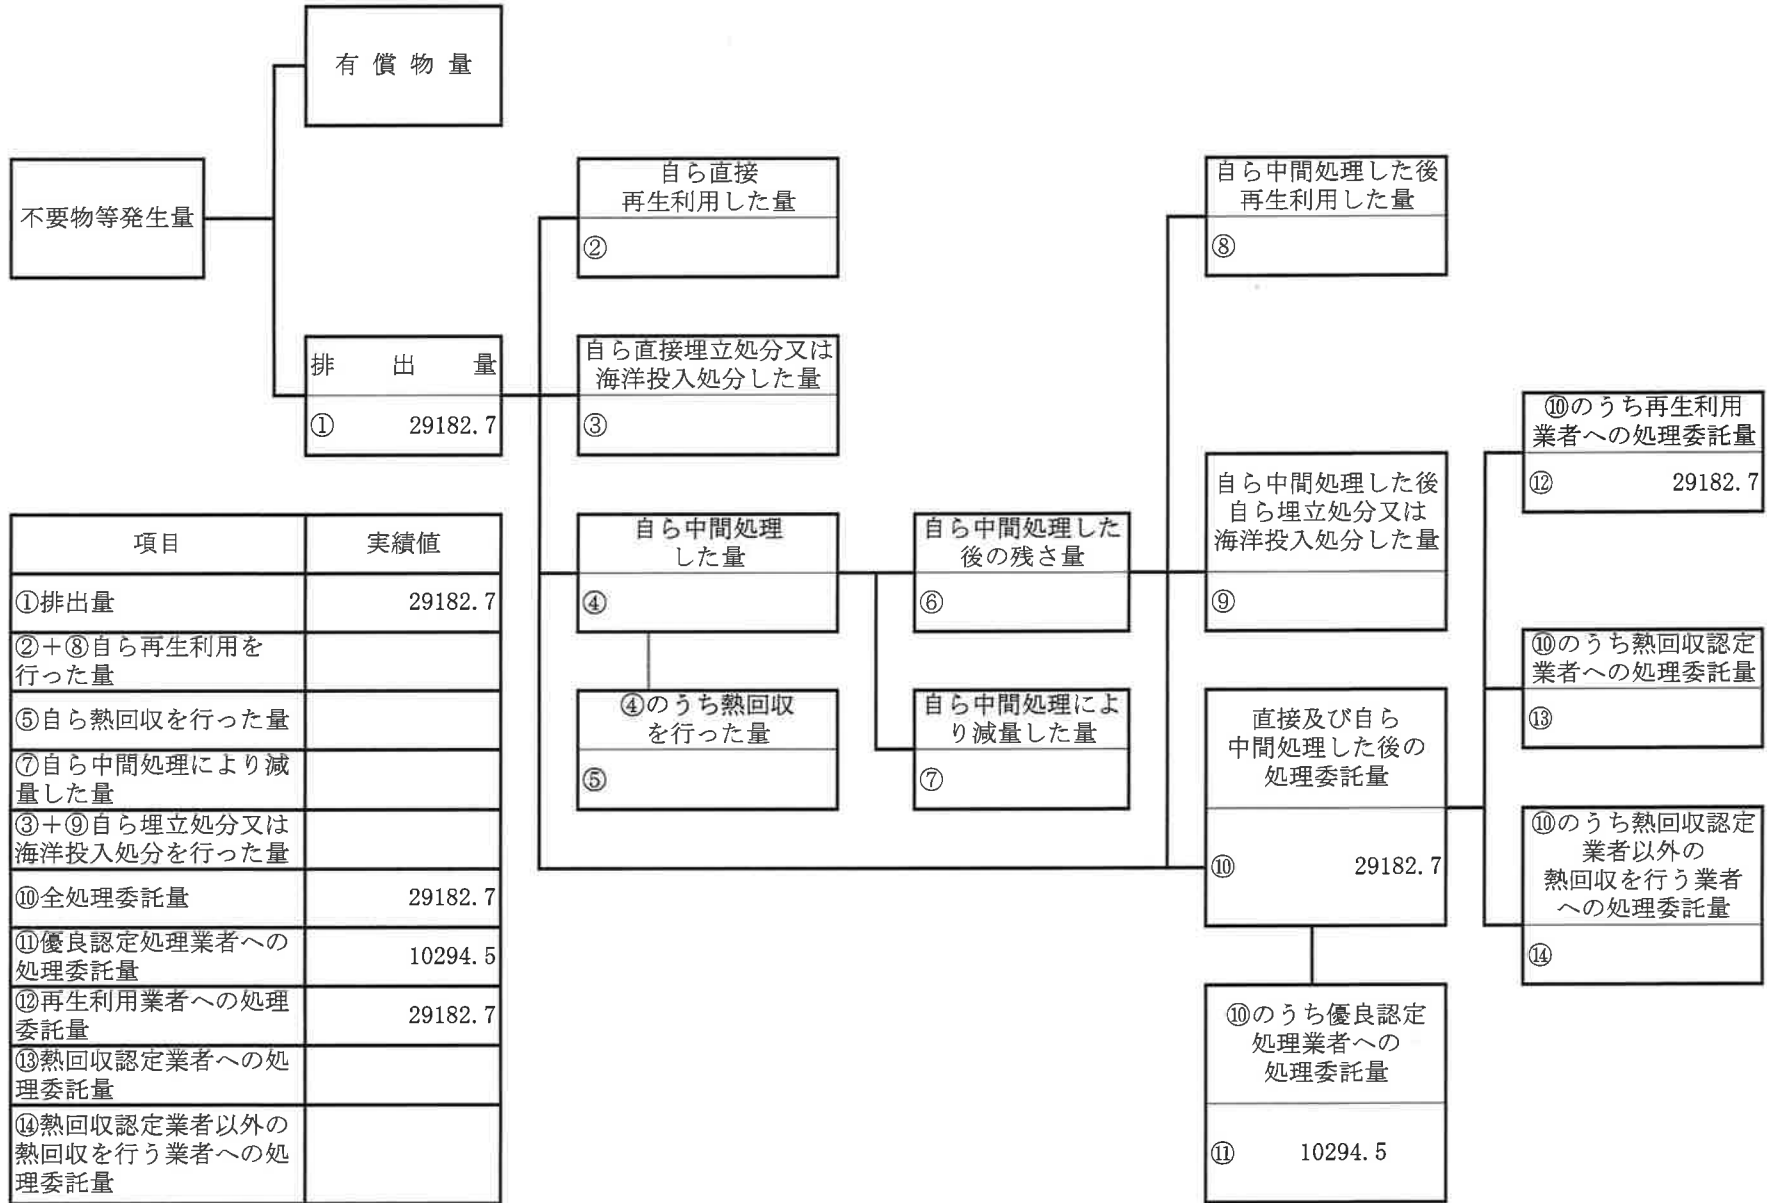 有償物量
不要物等発生量
排出量
① 29182.7
自ら直接
再生利用した量
②
自ら直接埋立処分又は
海洋投入処分した量
③
自ら中間処理
した量
④
④のうち熱回収
を行った量
⑤
自ら中間処理した
後の残さ量
⑥
自ら中間処理によ
り減量した量
⑦
自ら中間処理した後
再生利用した量
⑧
自ら中間処理した後
自ら埋立処分又は
海洋投入処分した量
⑨
直接及び自ら
中間処理した後の
処理委託量
⑩ 29182.7
⑩のうち優良認定
処理業者への
処理委託量
⑪ 10294.5
⑩のうち再生利用
業者への処理委託量
⑫ 29182.7
⑩のうち熱回収認定
業者への処理委託量
⑬
⑩のうち熱回収認定
業者以外の
熱回収を行う業者
への処理委託量
⑭
項目 実績値
①排出量 29182.7
②+⑧自ら再生利用を
行った量
⑤自ら熱回収を行った量
⑦自ら中間処理により減
量した量
③+⑨自ら埋立処分又は
海洋投入処分を行った量
⑩全処理委託量 29182.7
⑪優良認定処理業者への
処理委託量 10294.5
⑫再生利用業者への処理
委託量 29182.7
⑬熱回収認定業者への処
理委託量
⑭熱回収認定業者以外の
熱回収を行う業者への処
理委託量